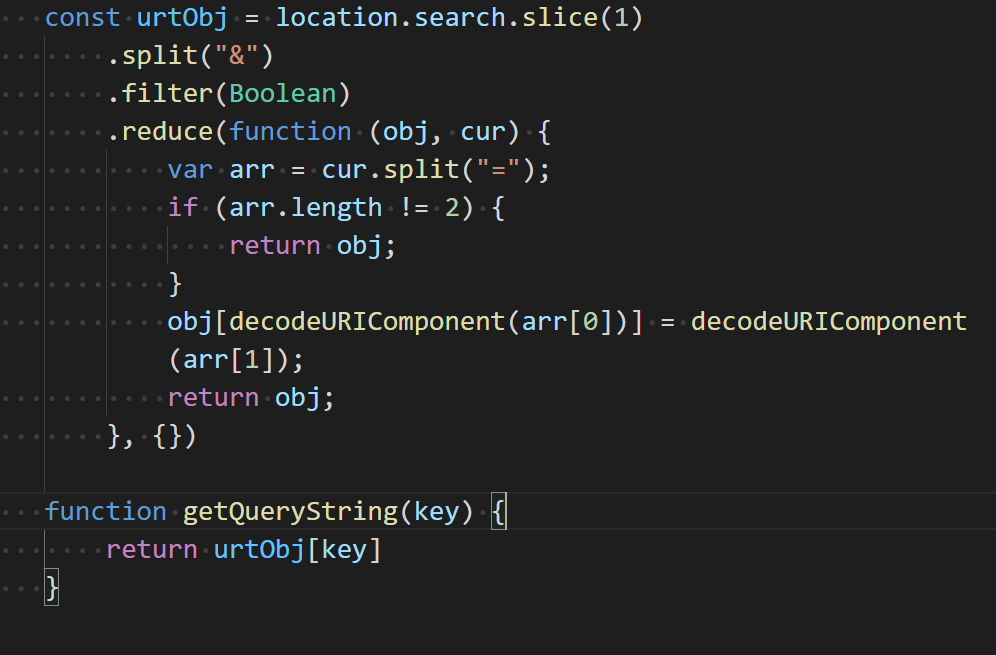 const urtObj = location.search.slice(1)
.split("&")
.filter(Boolean)
.reduce(function (obj, cur) {
var arr = cur.split("=");
if (arr.length != 2) {
return obj;
}
obj[decodeURIComponent(arr[0])] = decodeURIComponent
(arr[1]);
return obj;
}, {})
function getQueryString(key) {
return urtObj[key]
}